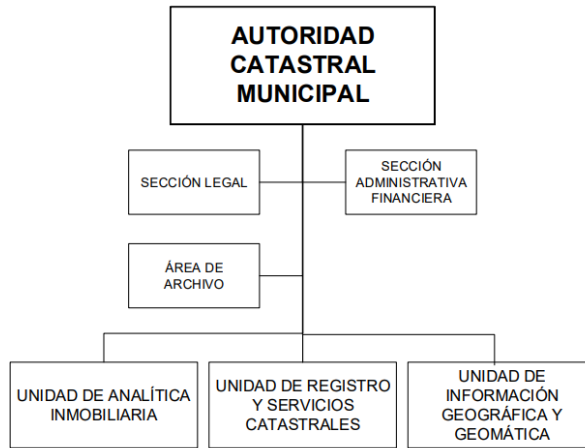 AUTORIDAD
CATASTRAL
MUNICIPAL
SECCIÓN LEGAL
SECCIÓN
ADMINISTRATIVA
FINANCIERA
ÁREA DE
ARCHIVO
UNIDAD DE ANALÍTICA
INMOBILIARIA
UNIDAD DE REGISTRO
Y SERVICIOS
CATASTRALES
UNIDAD DE
INFORMACIÓN
GEOGRÁFICA Y
GEOMÁTICA